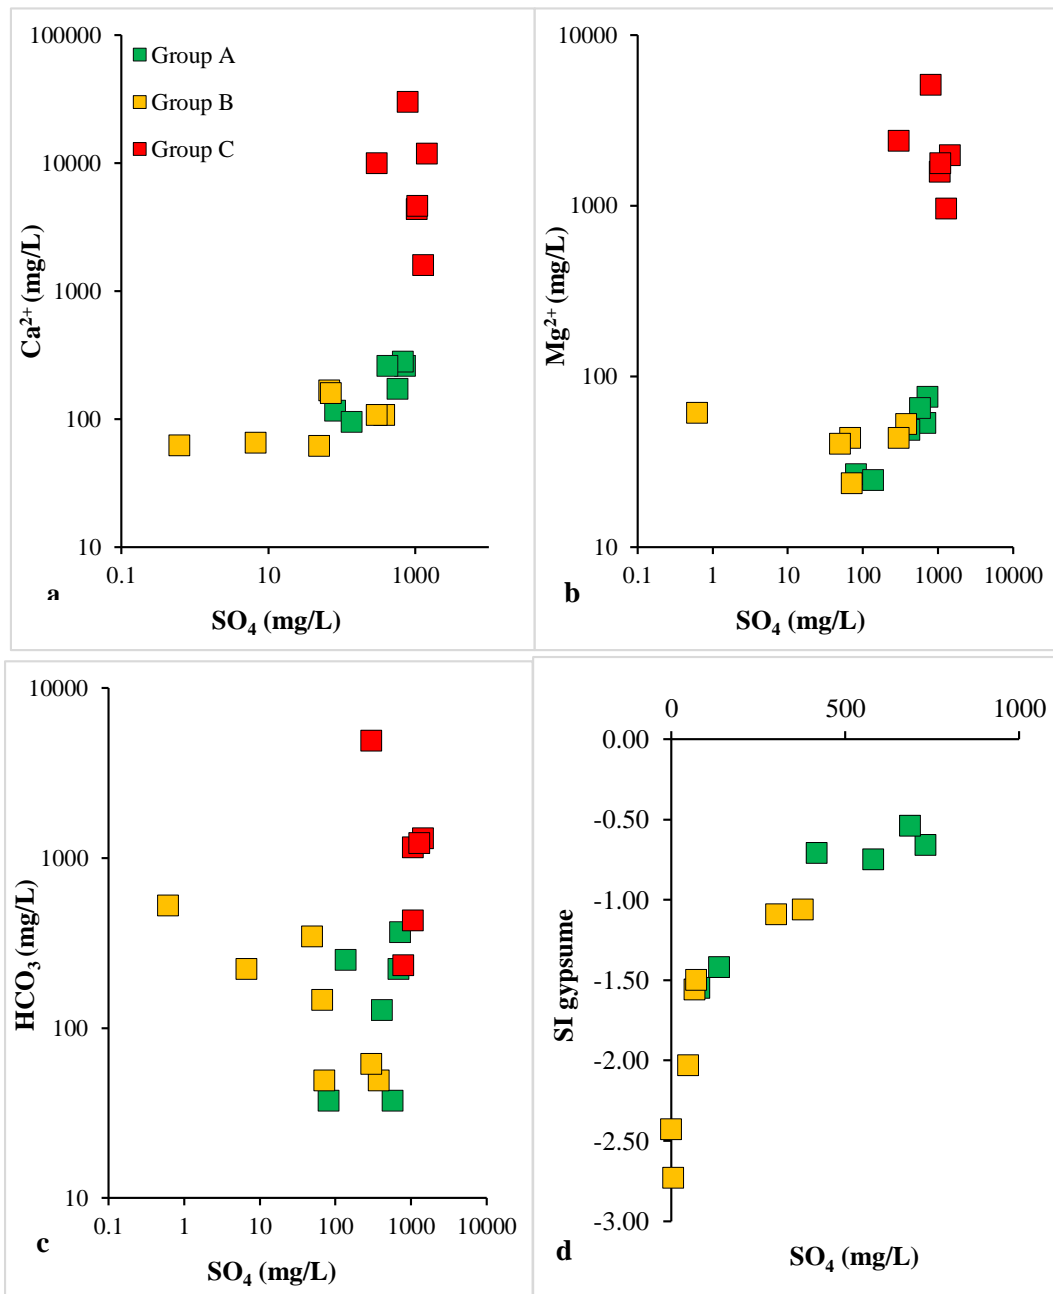 100000
10000
1000
100
10
Ca²⁺ (mg/L)
Group A
Group B
Group C
0.1 10 1000
a
SO₄ (mg/L)
10000
1000
100
10
Mg²⁺ (mg/L)
0.1 1 10 100 1000 10000
b
SO₄ (mg/L)
10000
1000
100
10
HCO₃ (mg/L)
0.1 1 10 100 1000 10000
c
SO₄ (mg/L)
0 500 1000
0.00
-0.50
-1.00
-1.50
-2.00
-2.50
-3.00
SI gypsume
d
SO₄ (mg/L)